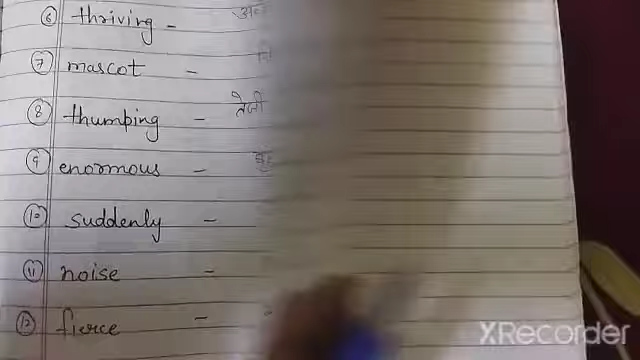 6 thriving -
7 mascot -
8 thumping - तेजी
9 enormous -
10 suddenly -
11 noise -
12 fierce -
XRecorder